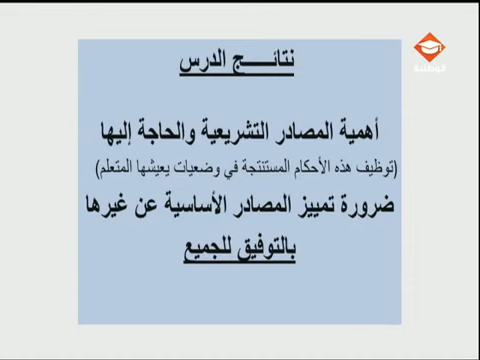 نتائـــــج الدرس
أهمية المصادر التشريعية والحاجة إليها
(توظيف هذه الأحكام المستنتجة في وضعيات يعيشها المتعلم)
ضرورة تمييز المصادر الأساسية عن غيرها
بالتوفيق للجميع
الوطنية